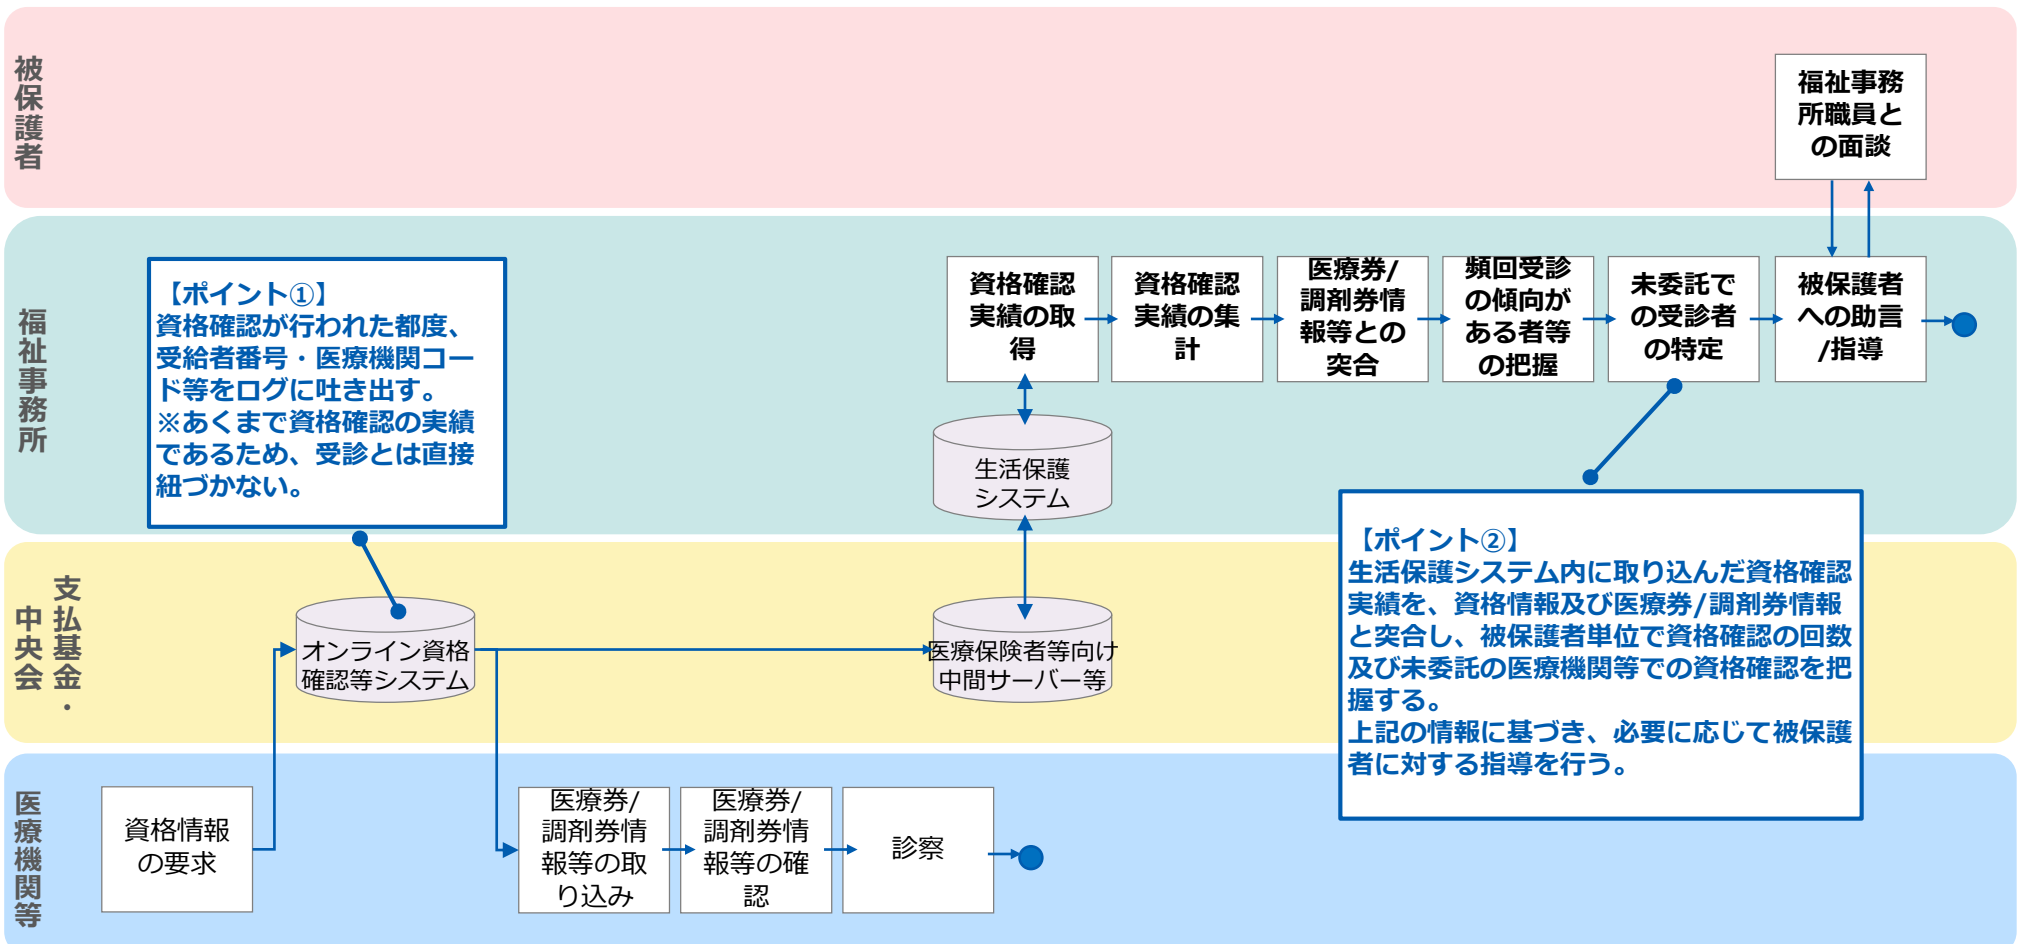 被保護者
福祉事務
所職員と
の面談
福祉事務所
【ポイント①】
資格確認が行われた都度、
受給者番号・医療機関コー
ド等をログに吐き出す。
※あくまで資格確認の実績
であるため、受診とは直接
紐づかない。
資格確認
実績の取
得
資格確認
実績の集
計
医療券/
調剤券情
報等との
突合
頻回受診
の傾向が
ある者等
の把握
未委託で
の受診者
の特定
被保護者
への助言
/指導
生活保護
システム
【ポイント②】
生活保護システム内に取り込んだ資格確認
実績を、資格情報及び医療券/調剤券情報
と突合し、被保護者単位で資格確認の回数
及び未委託の医療機関等での資格確認を把
握する。
上記の情報に基づき、必要に応じて被保護
者に対する指導を行う。
支払基金・
中央会
オンライン資格
確認等システム
医療保険者等向け
中間サーバー等
医療機関等
資格情報
の要求
医療券/
調剤券情
報等の取
り込み
医療券/
調剤券情
報等の確
認
診察